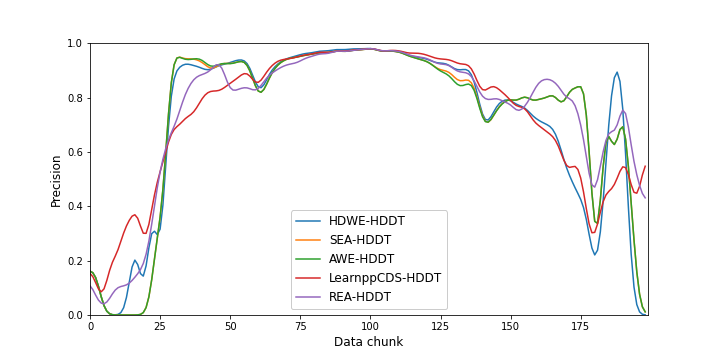 1.0
0.8
0.6
0.4
0.2
0.0
Precision
0 25 50 75 100 125 150 175
Data chunk
HDWE-HDDT
SEA-HDDT
AWE-HDDT
LearnppCDS-HDDT
REA-HDDT